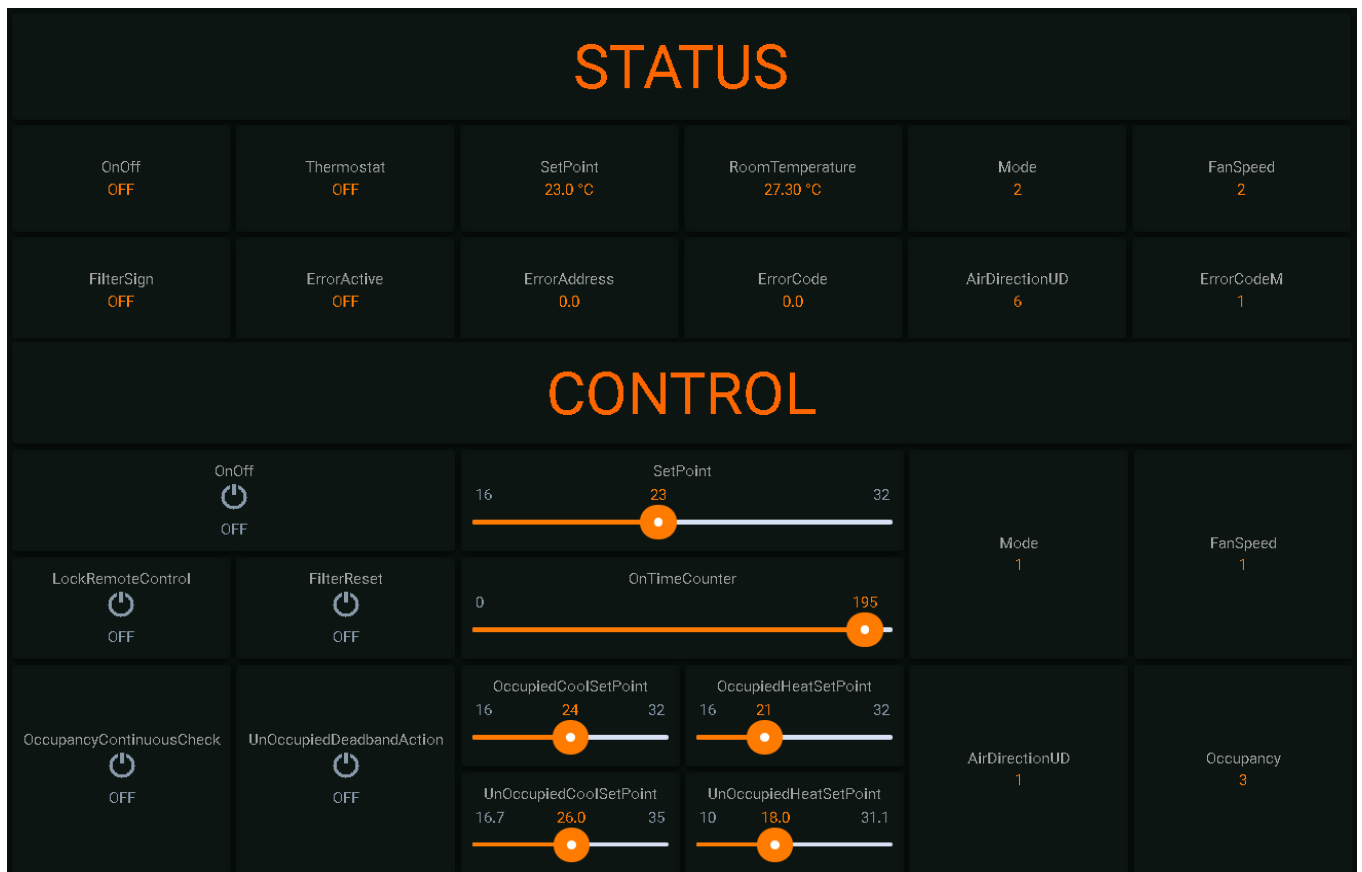 STATUS
OnOff
OFF
Thermostat
OFF
SetPoint
23.0 °C
RoomTemperature
27.30 °C
Mode
2
FanSpeed
2
FilterSign
OFF
ErrorActive
OFF
ErrorAddress
0.0
ErrorCode
0.0
AirDirectionUD
6
ErrorCodeM
1
CONTROL
OnOff
OFF
SetPoint
16 23 32
Mode
1
FanSpeed
1
LockRemoteControl
OFF
FilterReset
OFF
OnTimeCounter
0 195
OccupancyContinuousCheck
OFF
UnOccupiedDeadbandAction
OFF
OccupiedCoolSetPoint
16 24 32
OccupiedHeatSetPoint
16 21 32
UnOccupiedCoolSetPoint
16.7 26.0 35
UnOccupiedHeatSetPoint
10 18.0 31.1
AirDirectionUD
1
Occupancy
3